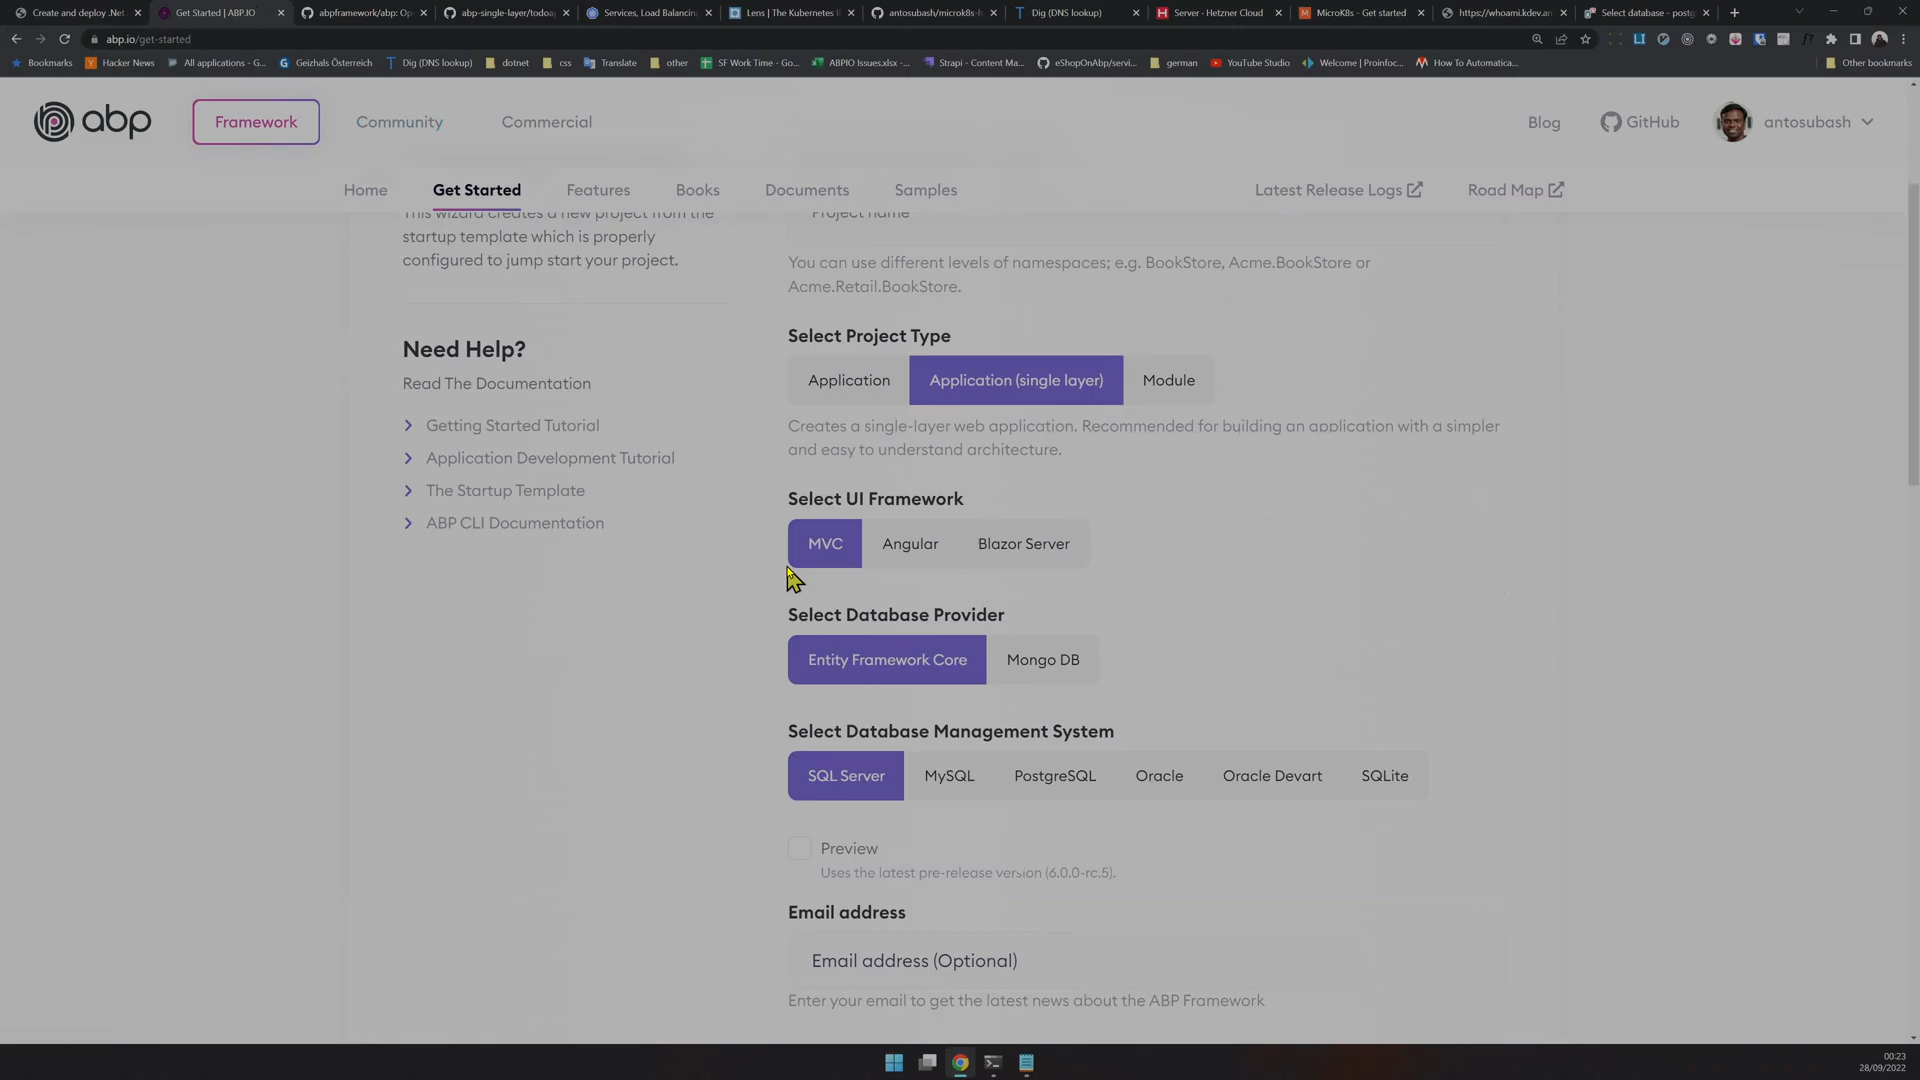 Create and deploy .Net
Get Started | ABP.IO
abpframework/abp: Op
abp-single-layer/todoap
Services, Load Balancing
Lens | The Kubernetes I
antosubash/microk8s-h
Dig (DNS lookup)
Server · Hetzner Cloud
MicroK8s - Get started
https://whoami.kdev.an
Select database - postg
abp.io/get-started
Bookmarks
Hacker News
All applications - G...
Geizhals Österreich
Dig (DNS lookup)
dotnet
css
Translate
other
SF Work Time - Go...
ABPIO Issues.xlsx -...
Strapi - Content Ma...
eShopOnAbp/servi...
german
YouTube Studio
Welcome | Proinfoc...
How To Automatica...
Other bookmarks
abp
Framework
Community
Commercial
Blog
GitHub
antosubash
Home
Get Started
Features
Books
Documents
Samples
Latest Release Logs
Road Map
This wizard creates a new project from the
startup template which is properly
configured to jump start your project.
Need Help?
Read The Documentation
Getting Started Tutorial
Application Development Tutorial
The Startup Template
ABP CLI Documentation
Project name
You can use different levels of namespaces; e.g. BookStore, Acme.BookStore or
Acme.Retail.BookStore.
Select Project Type
Application
Application (single layer)
Module
Creates a single-layer web application. Recommended for building an application with a simpler
and easy to understand architecture.
Select UI Framework
MVC
Angular
Blazor Server
Select Database Provider
Entity Framework Core
Mongo DB
Select Database Management System
SQL Server
MySQL
PostgreSQL
Oracle
Oracle Devart
SQLite
Preview
Uses the latest pre-release version (6.0.0-rc.5).
Email address
Email address (Optional)
Enter your email to get the latest news about the ABP Framework
00:23
28/09/2022